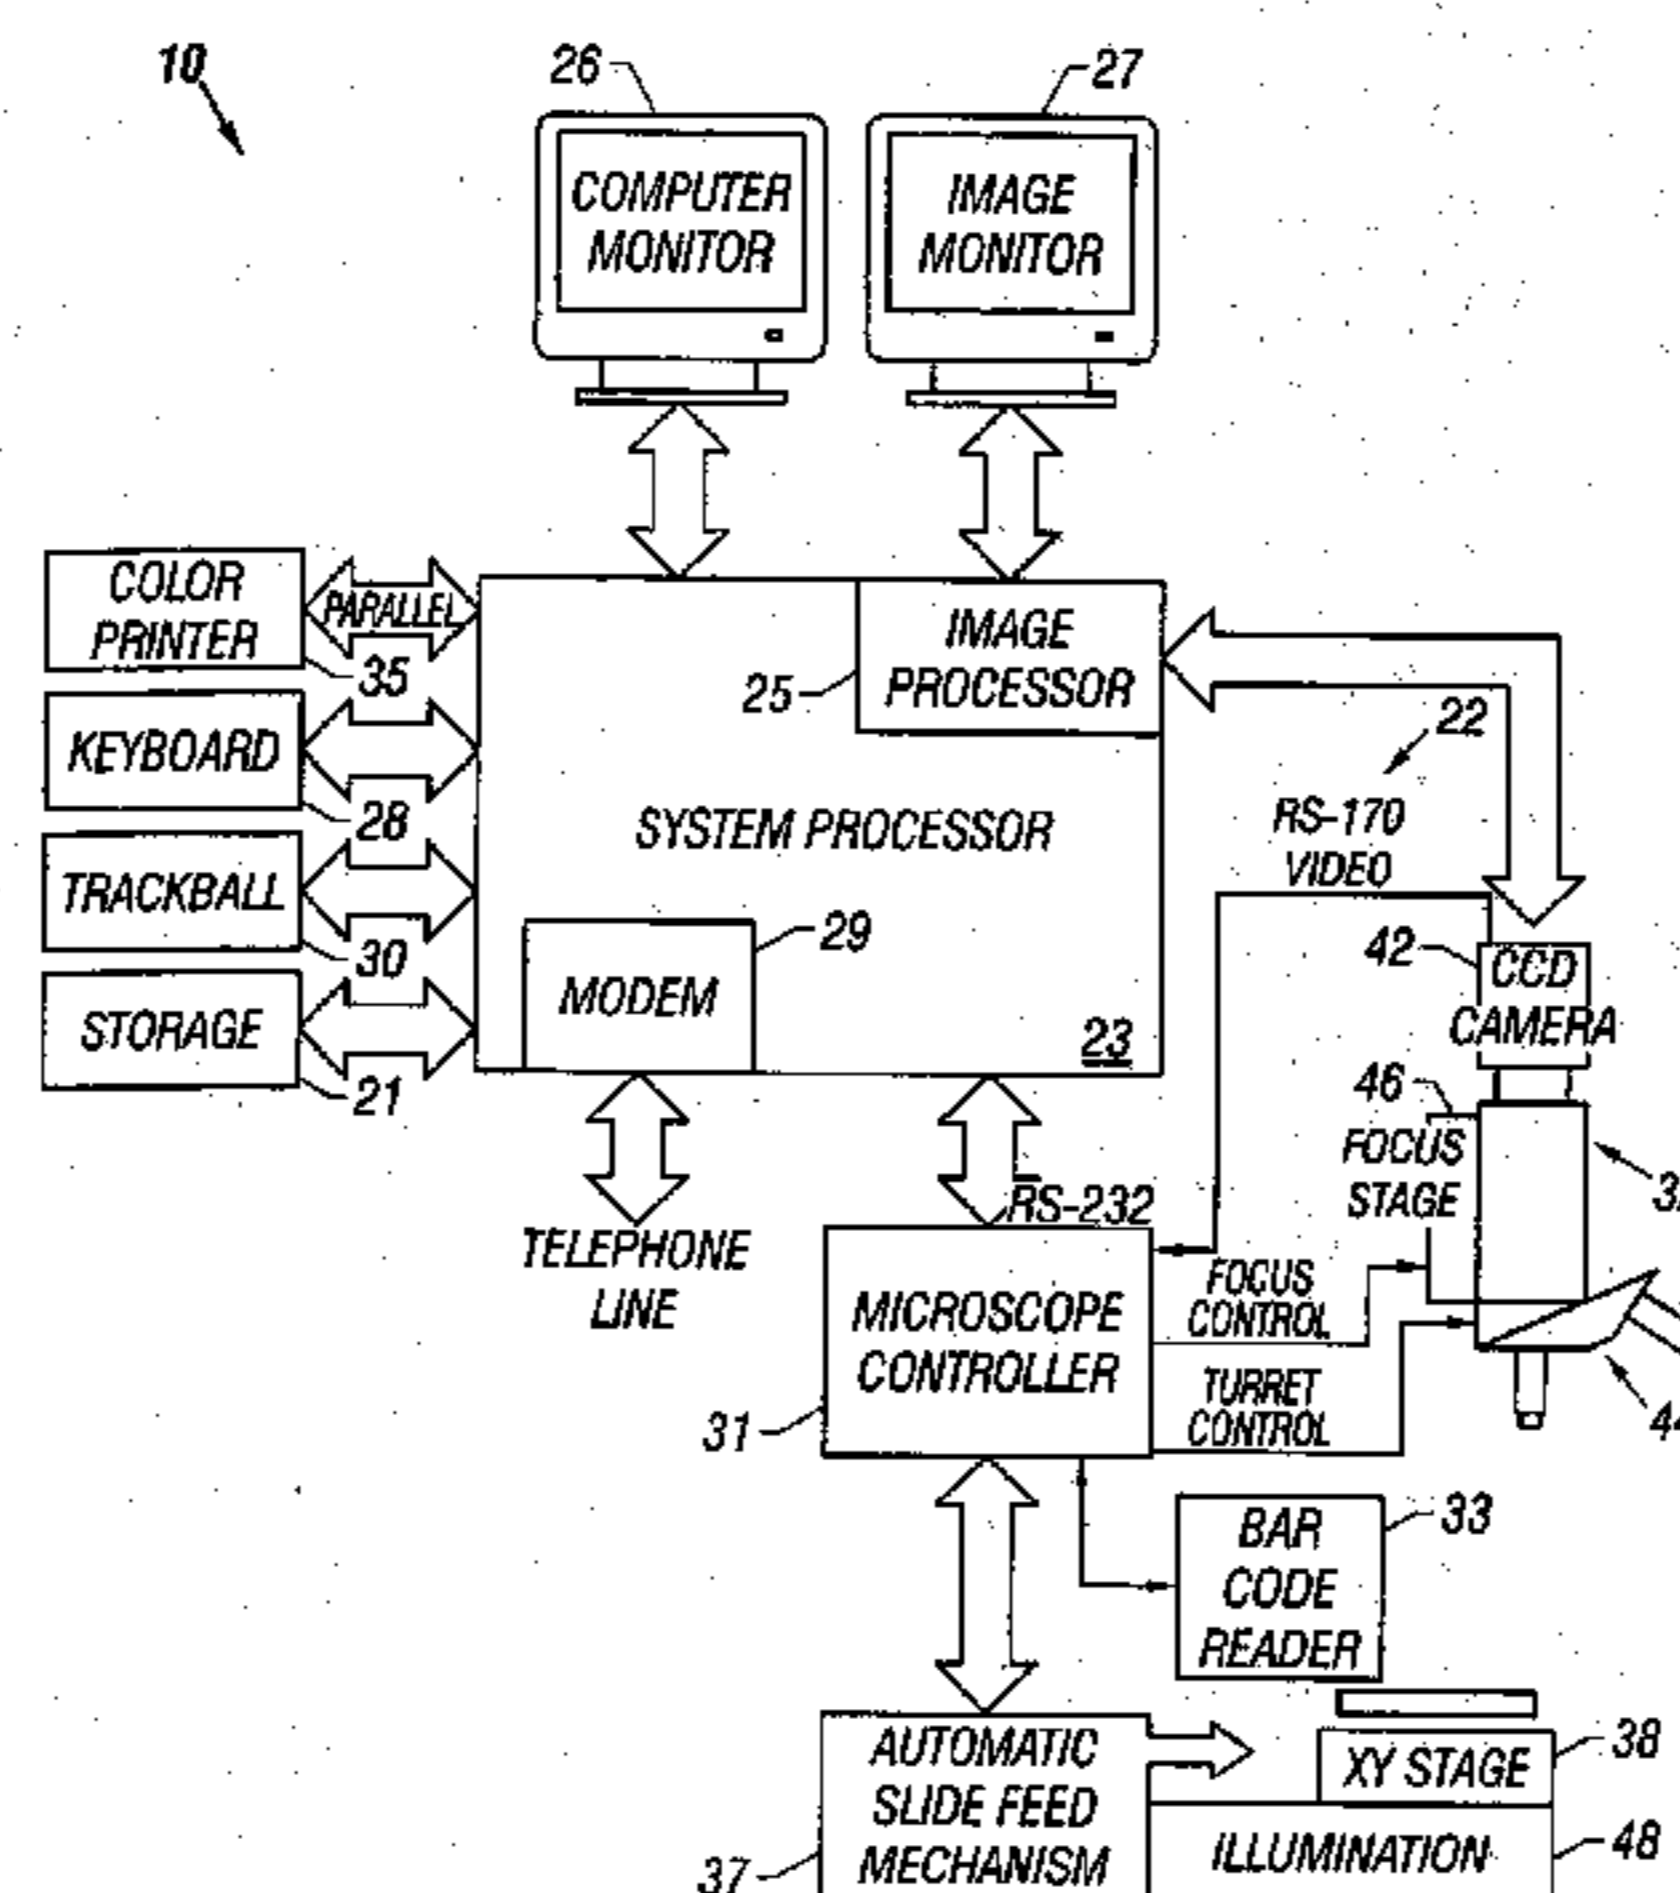 10
26
27
COMPUTER
MONITOR
IMAGE
MONITOR
COLOR
PRINTER
PARALLEL
35
IMAGE
PROCESSOR
25
22
KEYBOARD
28
SYSTEM PROCESSOR
RS-170
VIDEO
TRACKBALL
30
MODEM
29
42
CCD
CAMERA
STORAGE
21
23
46
FOCUS
STAGE
RS-232
TELEPHONE
LINE
MICROSCOPE
CONTROLLER
31
FOCUS
CONTROL
TURRET
CONTROL
BAR
CODE
READER
33
AUTOMATIC
SLIDE FEED
MECHANISM
37
XY STAGE
38
ILLUMINATION
48